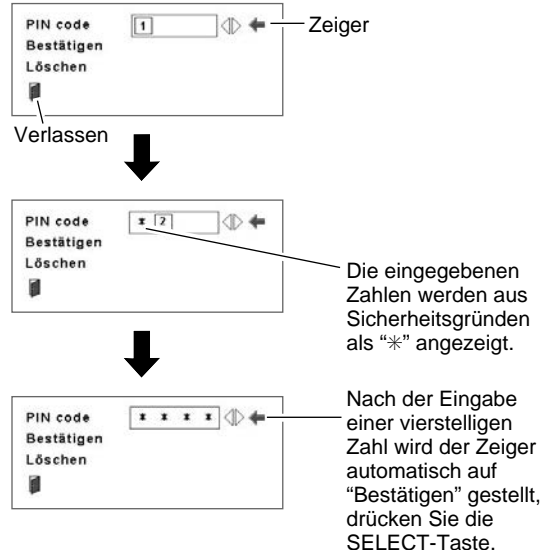 PIN code 1 Zeiger
Bestätigen
Löschen
Verlassen
PIN code * 2
Bestätigen
Löschen
Die eingegebenen
Zahlen werden aus
Sicherheitsgründen
als “✳” angezeigt.
PIN code * * * *
Bestätigen
Löschen
Nach der Eingabe
einer vierstelligen
Zahl wird der Zeiger
automatisch auf
“Bestätigen” gestellt,
drücken Sie die
SELECT-Taste.